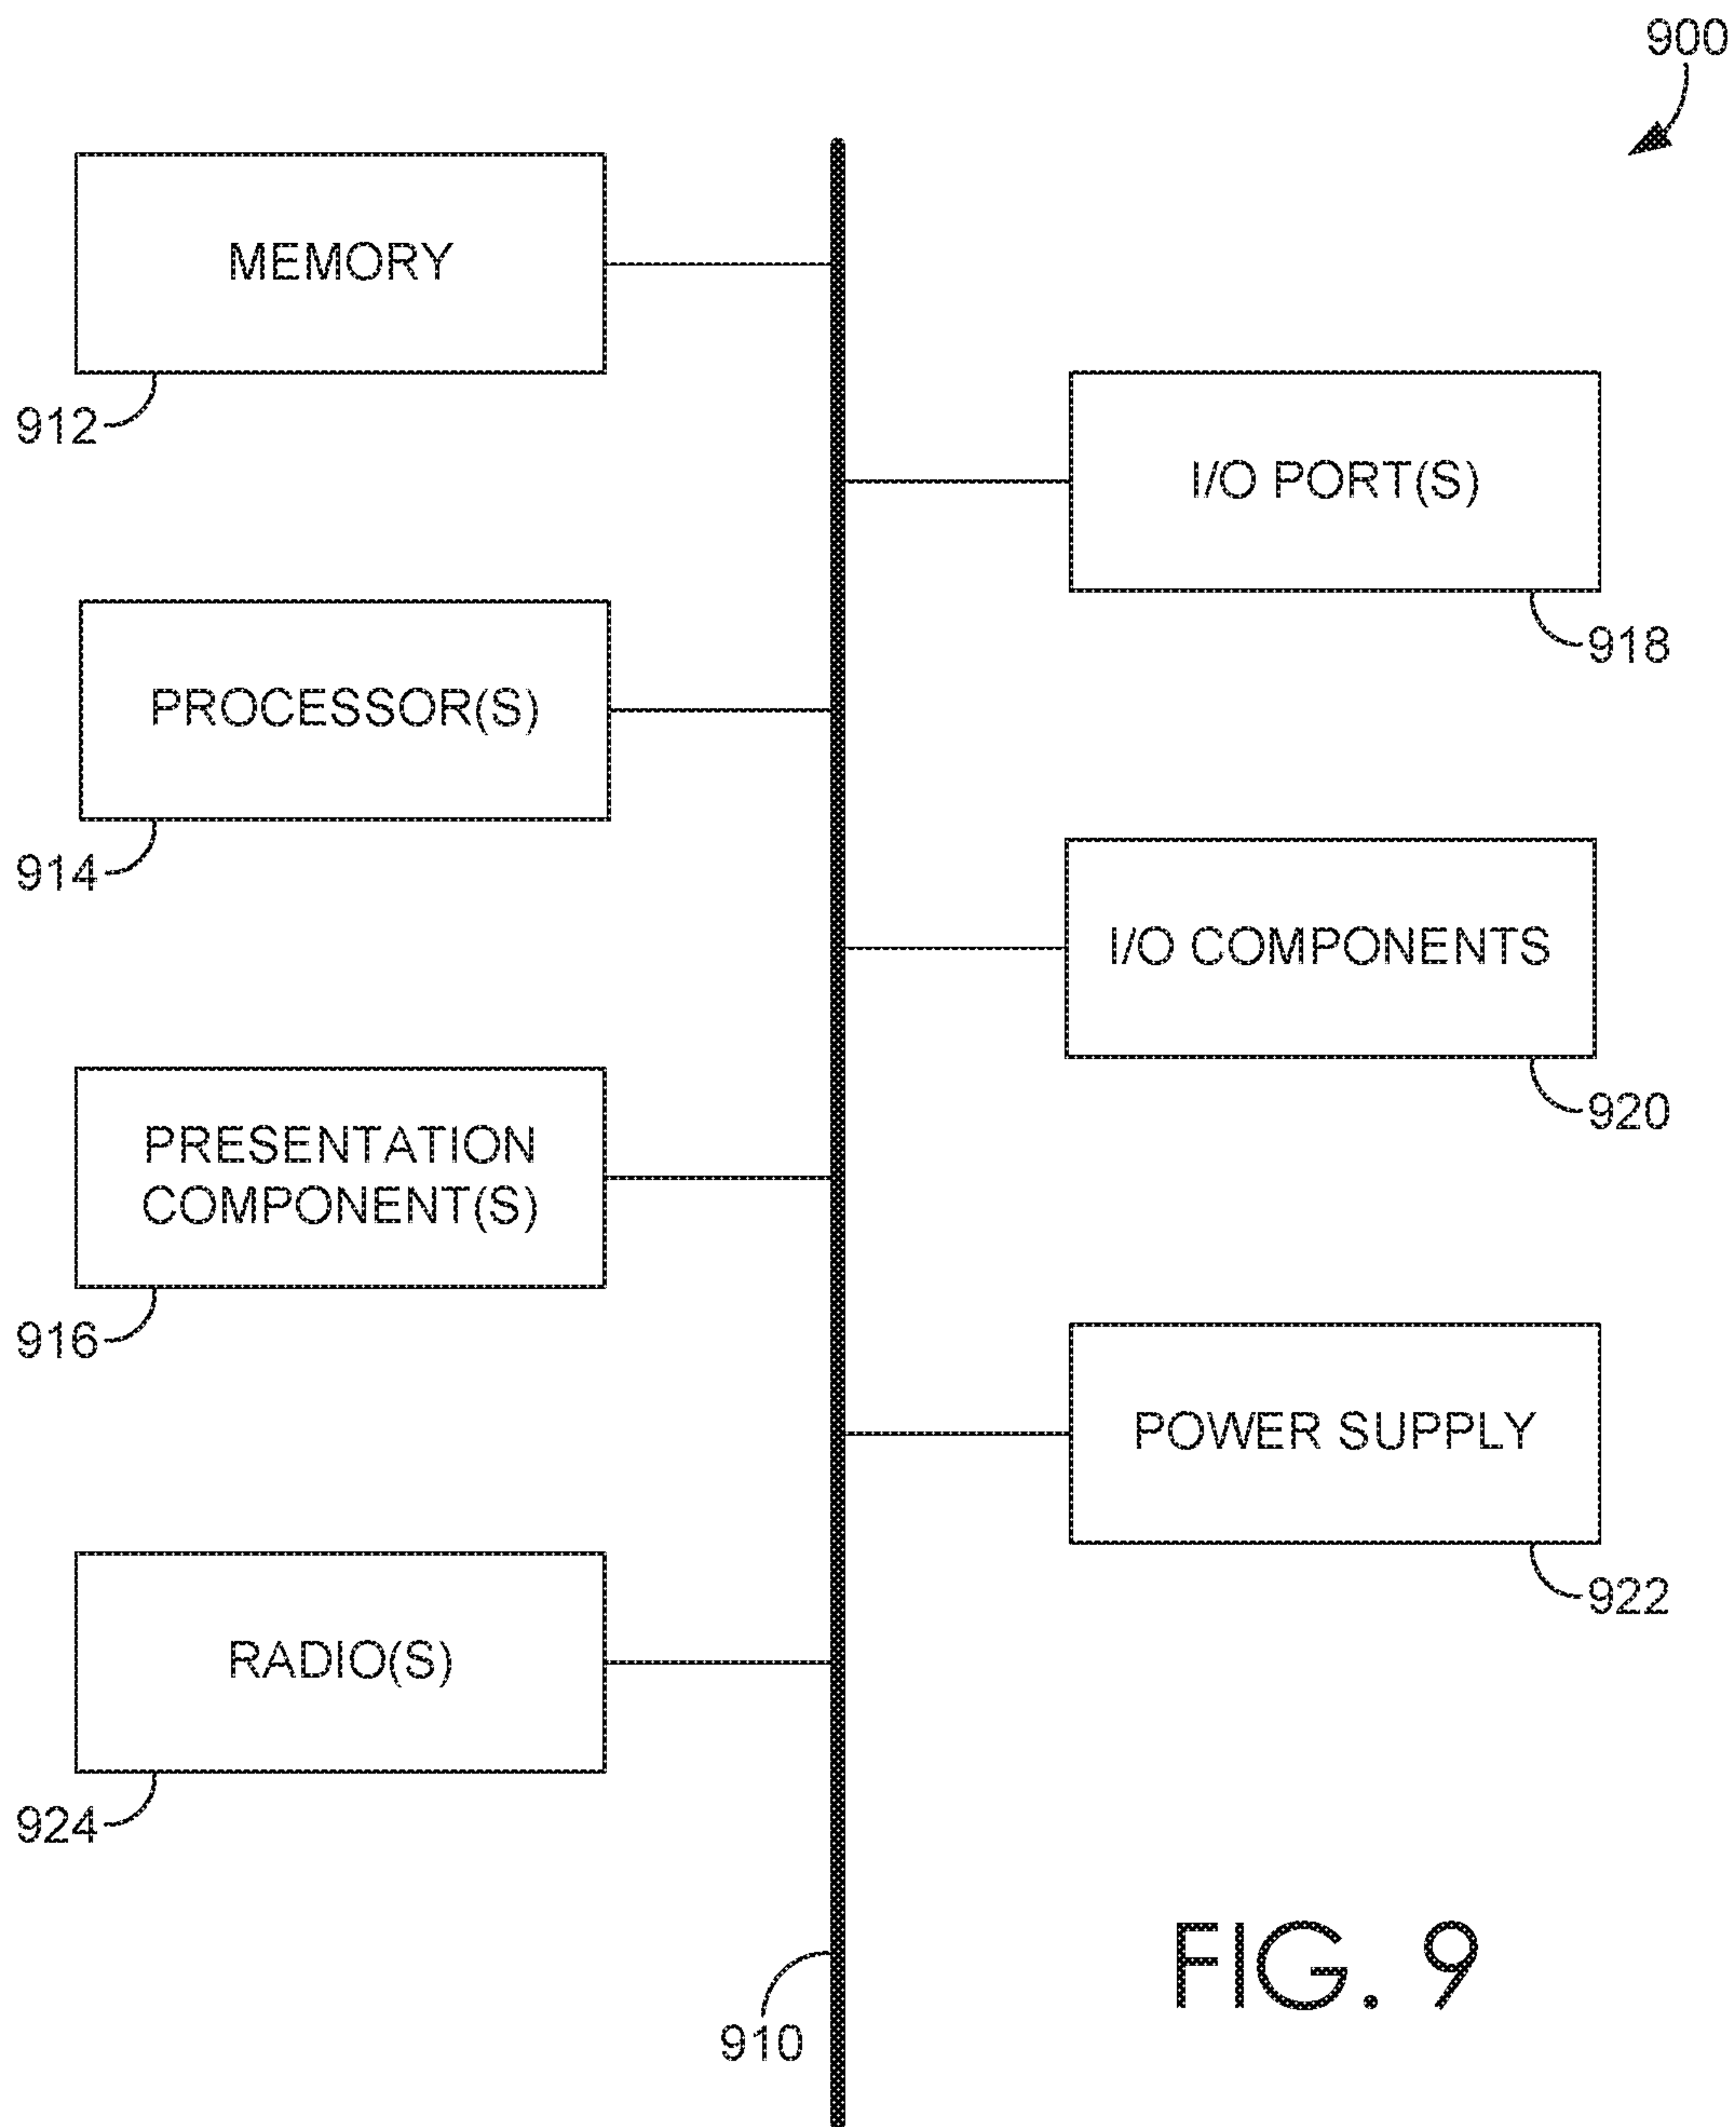 900
MEMORY
912
I/O PORT(S)
918
PROCESSOR(S)
914
I/O COMPONENTS
920
PRESENTATION
COMPONENT(S)
916
POWER SUPPLY
922
RADIO(S)
924
910
FIG. 9